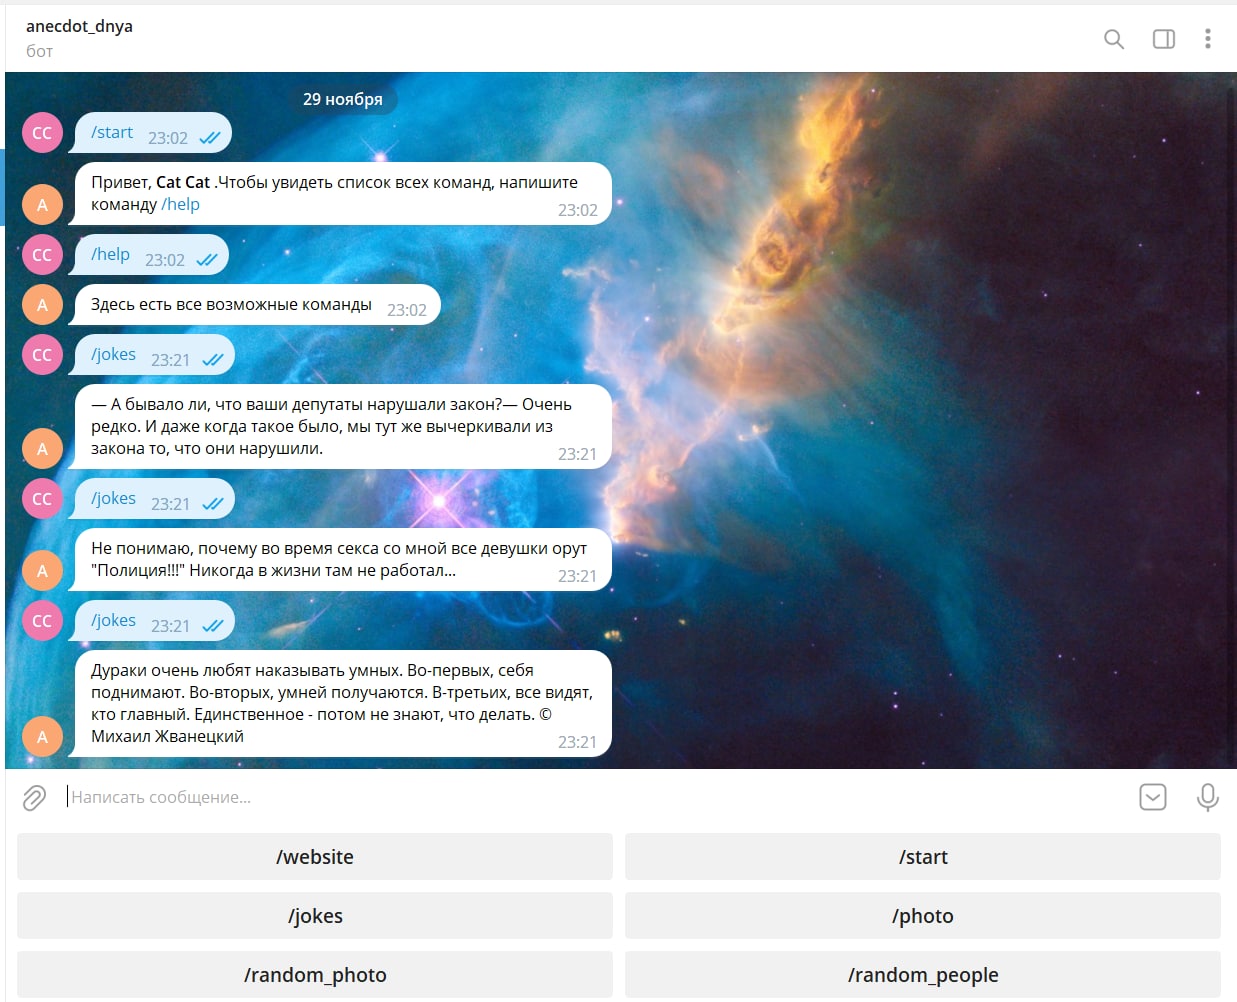 anecdot_dnya
бот
29 ноября
CC
/start 23:02
Привет, Cat Cat .Чтобы увидеть список всех команд, напишите
команду /help
23:02
A
CC
/help 23:02
A
Здесь есть все возможные команды 23:02
CC
/jokes 23:21
— А бывало ли, что ваши депутаты нарушали закон?— Очень
редко. И даже когда такое было, мы тут же вычеркивали из
закона то, что они нарушили.
23:21
A
CC
/jokes 23:21
Не понимаю, почему во время секса со мной все девушки орут
"Полиция!!!" Никогда в жизни там не работал...
23:21
A
CC
/jokes 23:21
Дураки очень любят наказывать умных. Во-первых, себя
поднимают. Во-вторых, умней получаются. В-третьих, все видят,
кто главный. Единственное - потом не знают, что делать. ©
Михаил Жванецкий
23:21
A
Написать сообщение...
/website
/start
/jokes
/photo
/random_photo
/random_people